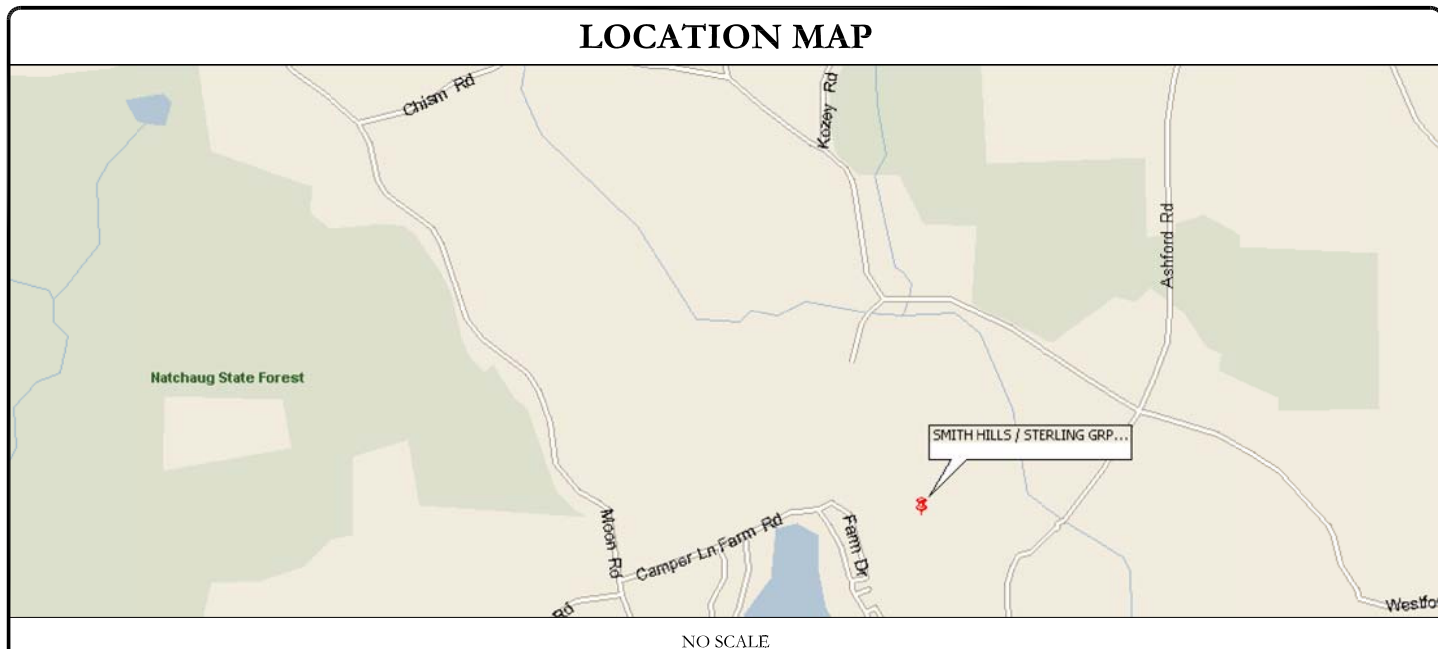 LOCATION MAP
Chism Rd
Kozey Rd
Ashford Rd
Natchaug State Forest
SMITH HILLS / STERLING GRP...
Moon Rd
Camper Ln Farm Rd
Farm Dr
Rd
Westfo
NO SCALE